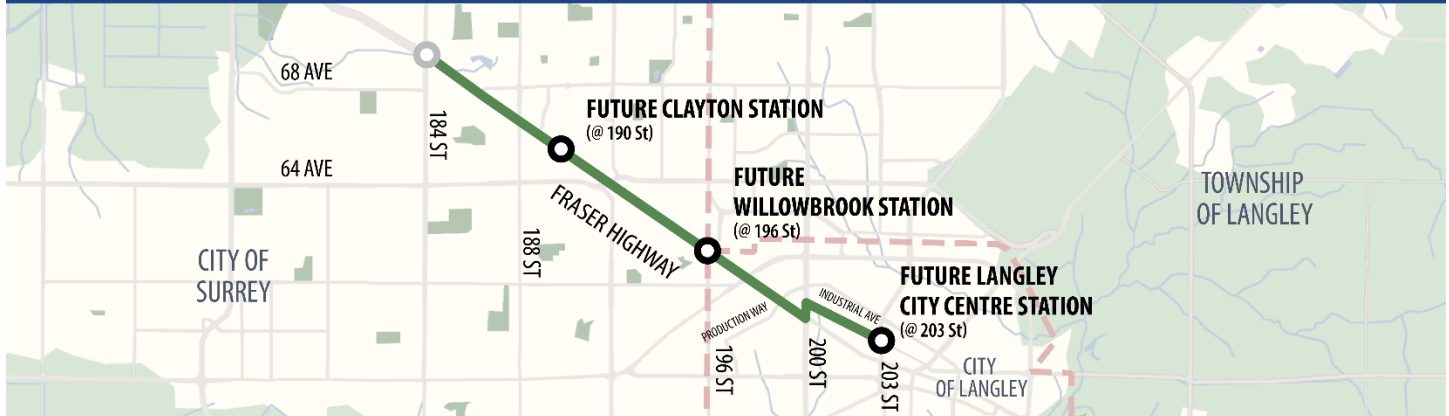 68 AVE
184 ST
FUTURE CLAYTON STATION
(@ 190 St)
64 AVE
FUTURE
WILLOWBROOK STATION
(@ 196 St)
TOWNSHIP
OF LANGLEY
FRASER HIGHWAY
188 ST
CITY OF
SURREY
FUTURE LANGLEY
CITY CENTRE STATION
(@ 203 St)
PRODUCTION WAY
INDUSTRIAL AVE
196 ST
200 ST
203 ST
CITY
OF LANGLEY